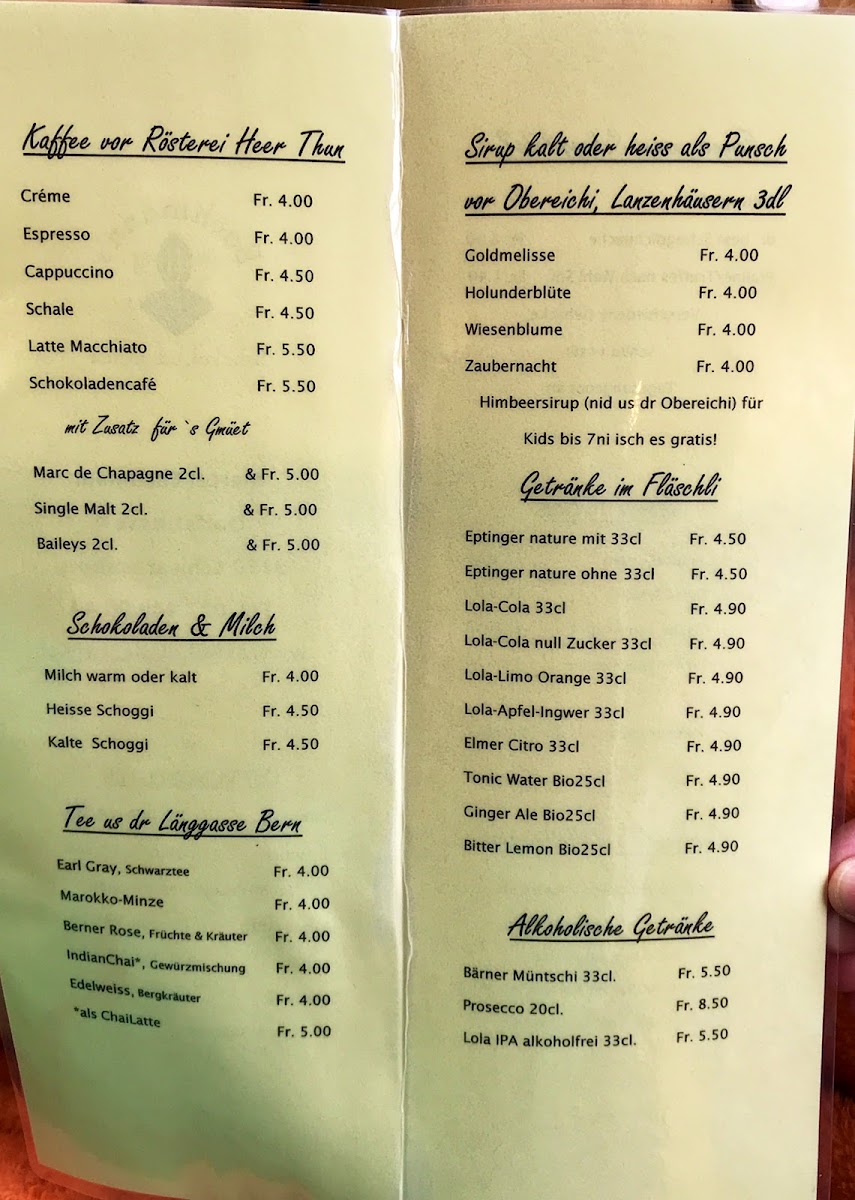 Kaffee vor Rösterei Heer Thun
Créme Fr. 4.00
Espresso Fr. 4.00
Cappuccino Fr. 4.50
Schale Fr. 4.50
Latte Macchiato Fr. 5.50
Schokoladencafé Fr. 5.50
mit Zusatz für `s Gmüet
Marc de Chapagne 2cl. & Fr. 5.00
Single Malt 2cl. & Fr. 5.00
Baileys 2cl. & Fr. 5.00
Schokoladen & Milch
Milch warm oder kalt Fr. 4.00
Heisse Schoggi Fr. 4.50
Kalte Schoggi Fr. 4.50
Tee us dr Länggasse Bern
Earl Gray, Schwarztee Fr. 4.00
Marokko-Minze Fr. 4.00
Berner Rose, Früchte & Kräuter Fr. 4.00
IndianChai*, Gewürzmischung Fr. 4.00
Edelweiss, Bergkräuter Fr. 4.00
*als ChaiLatte Fr. 5.00
Sirup kalt oder heiss als Punsch
vor Obereichi, Lanzenhäusern 3dl
Goldmelisse Fr. 4.00
Holunderblüte Fr. 4.00
Wiesenblume Fr. 4.00
Zaubernacht Fr. 4.00
Himbeersirup (nid us dr Obereichi) für
Kids bis 7ni isch es gratis!
Getränke im Fläschli
Eptinger nature mit 33cl Fr. 4.50
Eptinger nature ohne 33cl Fr. 4.50
Lola-Cola 33cl Fr. 4.90
Lola-Cola null Zucker 33cl Fr. 4.90
Lola-Limo Orange 33cl Fr. 4.90
Lola-Apfel-Ingwer 33cl Fr. 4.90
Elmer Citro 33cl Fr. 4.90
Tonic Water Bio25cl Fr. 4.90
Ginger Ale Bio25cl Fr. 4.90
Bitter Lemon Bio25cl Fr. 4.90
Alkoholische Getränke
Bärner Müntschi 33cl. Fr. 5.50
Prosecco 20cl. Fr. 8.50
Lola IPA alkoholfrei 33cl. Fr. 5.50